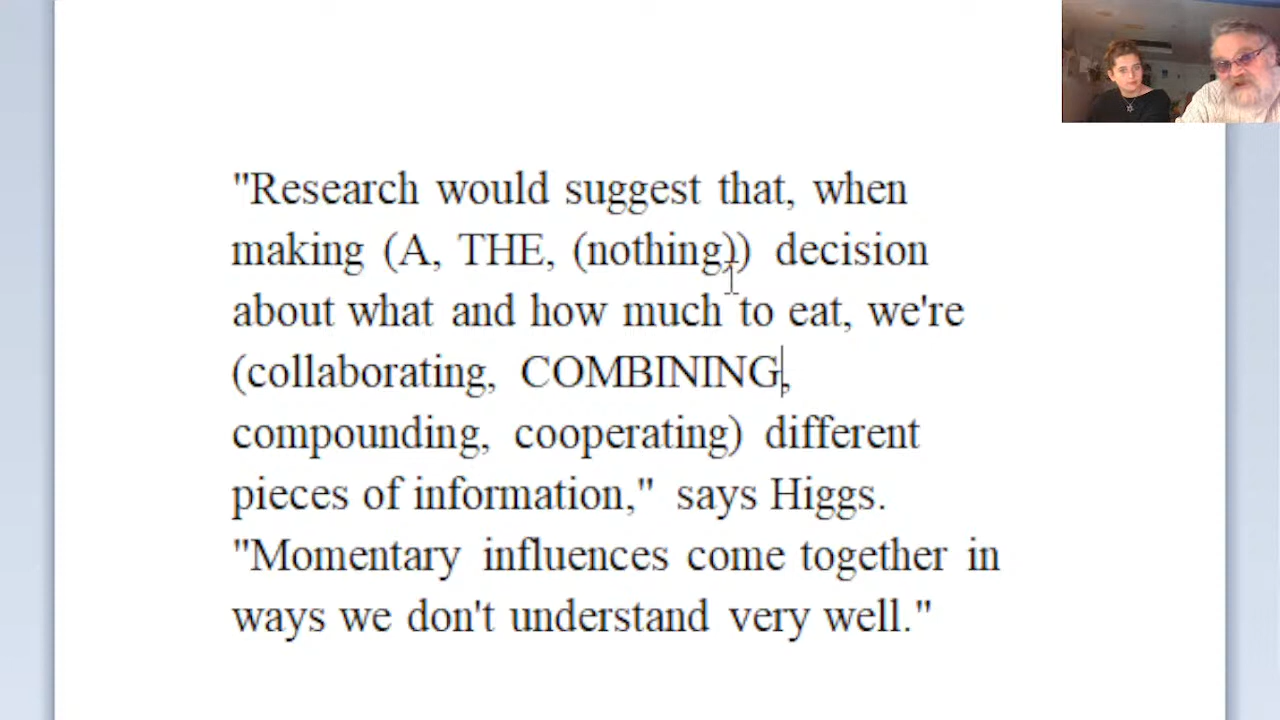 "Research would suggest that, when
making (A, THE, (nothing)) decision
about what and how much to eat, we're
(collaborating, COMBINING,
compounding, cooperating) different
pieces of information," says Higgs.
"Momentary influences come together in
ways we don't understand very well."